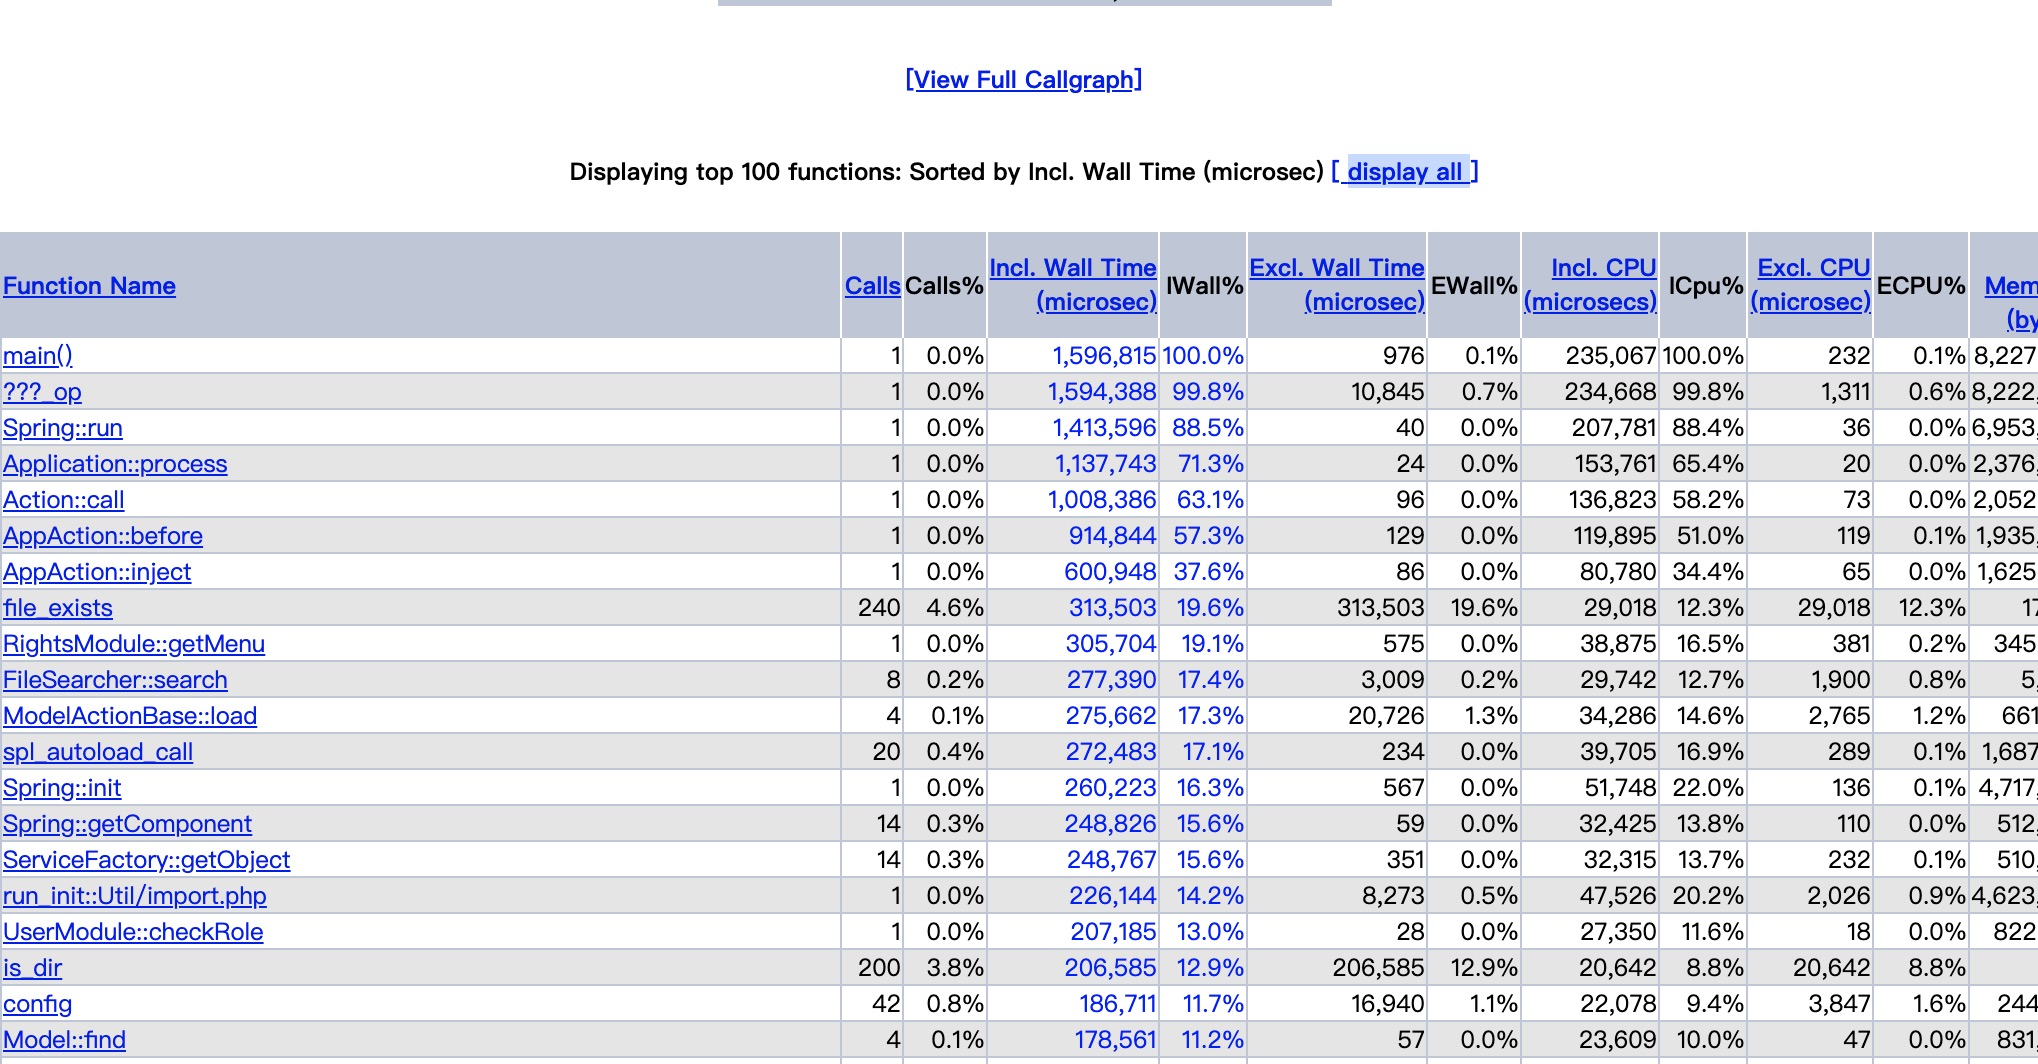 [View Full Callgraph]
Displaying top 100 functions: Sorted by Incl. Wall Time (microsec) [ display all ]
Function Name Calls Calls% Incl. Wall Time (microsec) IWall% Excl. Wall Time (microsec) EWall% Incl. CPU (microsecs) ICpu% Excl. CPU (microsec) ECPU% Mem (by
main() 1 0.0% 1,596,815 100.0% 976 0.1% 235,067 100.0% 232 0.1% 8,227
???_op 1 0.0% 1,594,388 99.8% 10,845 0.7% 234,668 99.8% 1,311 0.6% 8,222,
Spring::run 1 0.0% 1,413,596 88.5% 40 0.0% 207,781 88.4% 36 0.0% 6,953,
Application::process 1 0.0% 1,137,743 71.3% 24 0.0% 153,761 65.4% 20 0.0% 2,376,
Action::call 1 0.0% 1,008,386 63.1% 96 0.0% 136,823 58.2% 73 0.0% 2,052
AppAction::before 1 0.0% 914,844 57.3% 129 0.0% 119,895 51.0% 119 0.1% 1,935,
AppAction::inject 1 0.0% 600,948 37.6% 86 0.0% 80,780 34.4% 65 0.0% 1,625
file_exists 240 4.6% 313,503 19.6% 313,503 19.6% 29,018 12.3% 29,018 12.3% 17
RightsModule::getMenu 1 0.0% 305,704 19.1% 575 0.0% 38,875 16.5% 381 0.2% 345
FileSearcher::search 8 0.2% 277,390 17.4% 3,009 0.2% 29,742 12.7% 1,900 0.8% 5,
ModelActionBase::load 4 0.1% 275,662 17.3% 20,726 1.3% 34,286 14.6% 2,765 1.2% 661
spl_autoload_call 20 0.4% 272,483 17.1% 234 0.0% 39,705 16.9% 289 0.1% 1,687
Spring::init 1 0.0% 260,223 16.3% 567 0.0% 51,748 22.0% 136 0.1% 4,717,
Spring::getComponent 14 0.3% 248,826 15.6% 59 0.0% 32,425 13.8% 110 0.0% 512,
ServiceFactory::getObject 14 0.3% 248,767 15.6% 351 0.0% 32,315 13.7% 232 0.1% 510,
run_init::Util/import.php 1 0.0% 226,144 14.2% 8,273 0.5% 47,526 20.2% 2,026 0.9% 4,623,
UserModule::checkRole 1 0.0% 207,185 13.0% 28 0.0% 27,350 11.6% 18 0.0% 822
is_dir 200 3.8% 206,585 12.9% 206,585 12.9% 20,642 8.8% 20,642 8.8%
config 42 0.8% 186,711 11.7% 16,940 1.1% 22,078 9.4% 3,847 1.6% 244
Model::find 4 0.1% 178,561 11.2% 57 0.0% 23,609 10.0% 47 0.0% 831,